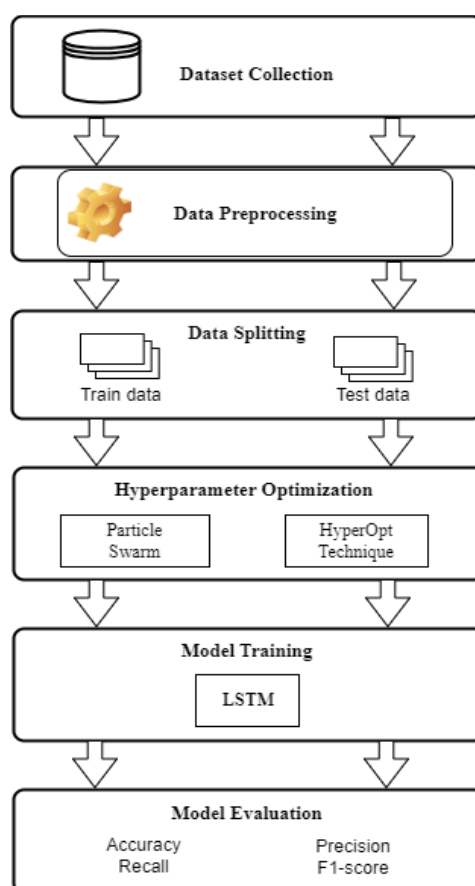 Dataset Collection
Data Preprocessing
Data Splitting
Train data
Test data
Hyperparameter Optimization
Particle
Swarm
HyperOpt
Technique
Model Training
LSTM
Model Evaluation
Accuracy
Recall
Precision
F1-score